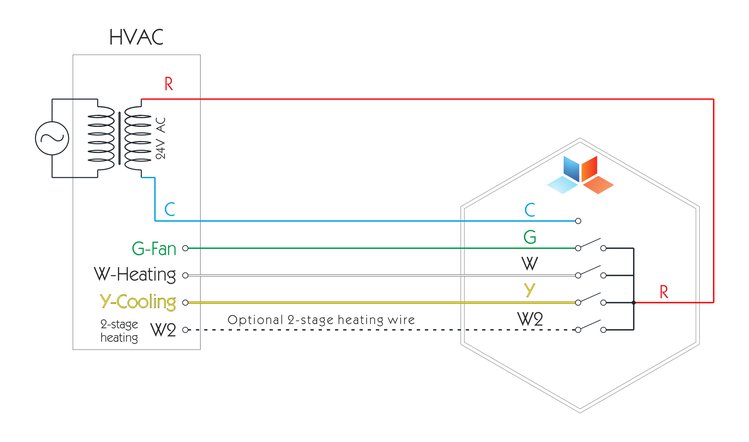 HVAC
R
24V AC
C
C
G-Fan
G
W-Heating
W
Y-Cooling
Y
R
2-stage
heating
W2
Optional 2-stage heating wire
W2